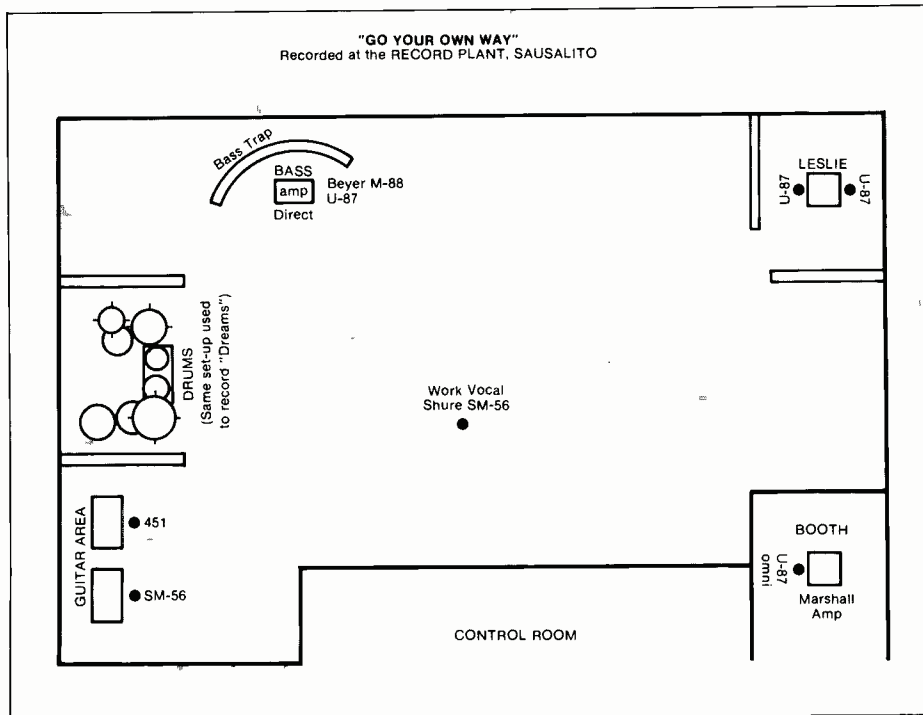 "GO YOUR OWN WAY"
Recorded at the RECORD PLANT, SAUSALITO
Bass Trap
BASS
amp
Direct
Beyer M-88
U-87
LESLIE
U-87
U-87
DRUMS
(Same set-up used
to record "Dreams")
Work Vocal
Shure SM-56
GUITAR AREA
451
SM-56
BOOTH
U-87
omni
Marshall
Amp
CONTROL ROOM